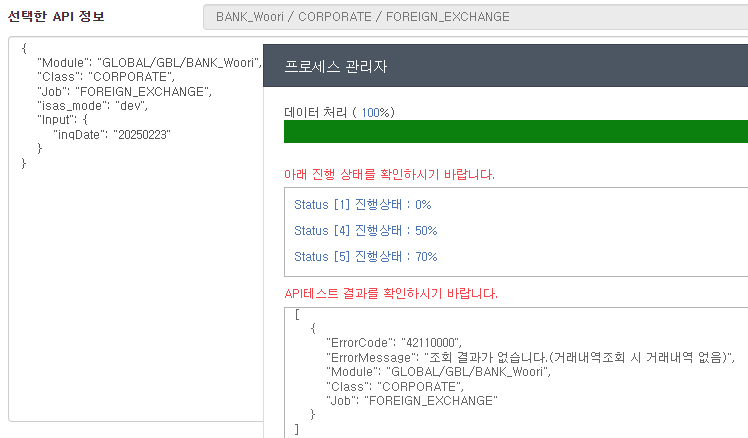 선택한 API 정보
BANK_Woori / CORPORATE / FOREIGN_EXCHANGE
{
"Module": "GLOBAL/GBL/BANK_Woori",
"Class": "CORPORATE",
"Job": "FOREIGN_EXCHANGE",
"isas_mode": "dev",
"Input": {
"inqDate": "20250223"
}
}
프로세스 관리자
데이터 처리 ( 100%)
아래 진행 상태를 확인하시기 바랍니다.
Status [1] 진행상태 : 0%
Status [4] 진행상태 : 50%
Status [5] 진행상태 : 70%
API테스트 결과를 확인하시기 바랍니다.
[
{
"ErrorCode": "42110000",
"ErrorMessage": "조회 결과가 없습니다.(거래내역조회 시 거래내역 없음)",
"Module": "GLOBAL/GBL/BANK_Woori",
"Class": "CORPORATE",
"Job": "FOREIGN_EXCHANGE"
}
]